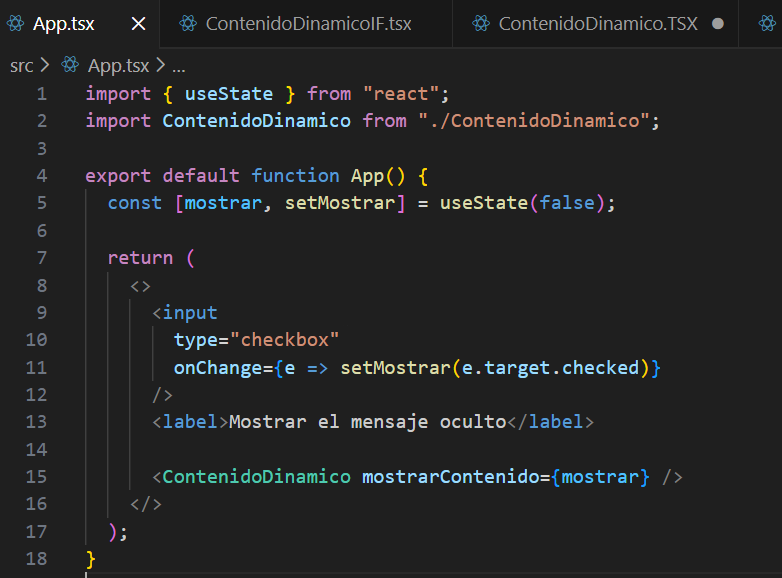 App.tsx ContenidoDinamicoIF.tsx ContenidoDinamico.TSX
src > App.tsx > ...
1 import { useState } from "react";
2 import ContenidoDinamico from "./ContenidoDinamico";
3
4 export default function App() {
5 const [mostrar, setMostrar] = useState(false);
6
7 return (
8 <>
9 <input
10 type="checkbox"
11 onChange={e => setMostrar(e.target.checked)}
12 />
13 <label>Mostrar el mensaje oculto</label>
14
15 <ContenidoDinamico mostrarContenido={mostrar} />
16 </>
17 );
18 }